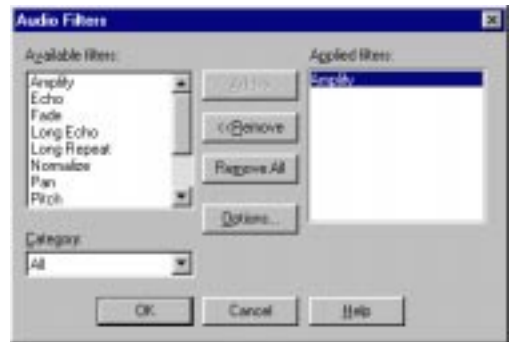 Audio Filters
Available filters:
Amplify
Echo
Fade
Long Echo
Long Repeat
Normalize
Pan
Pitch
Category:
All
Add>>
<<Remove
Remove All
Options...
Applied filters:
Amplify
OK
Cancel
Help